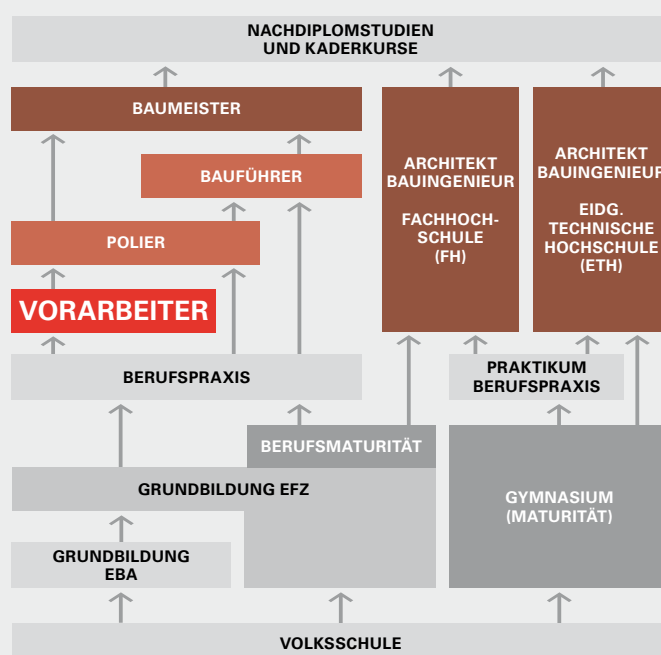 NACHDIPLOMSTUDIEN
UND KADERKURSE
BAUMEISTER
BAUFÜHRER
POLIER
VORARBEITER
ARCHITEKT
BAUINGENIEUR
FACHHOCH-
SCHULE
(FH)
ARCHITEKT
BAUINGENIEUR
EIDG.
TECHNISCHE
HOCHSCHULE
(ETH)
BERUFSPRAXIS
PRAKTIKUM
BERUFSPRAXIS
BERUFSMATURITÄT
GRUNDBILDUNG EFZ
GYMNASIUM
(MATURITÄT)
GRUNDBILDUNG
EBA
VOLKSSCHULE